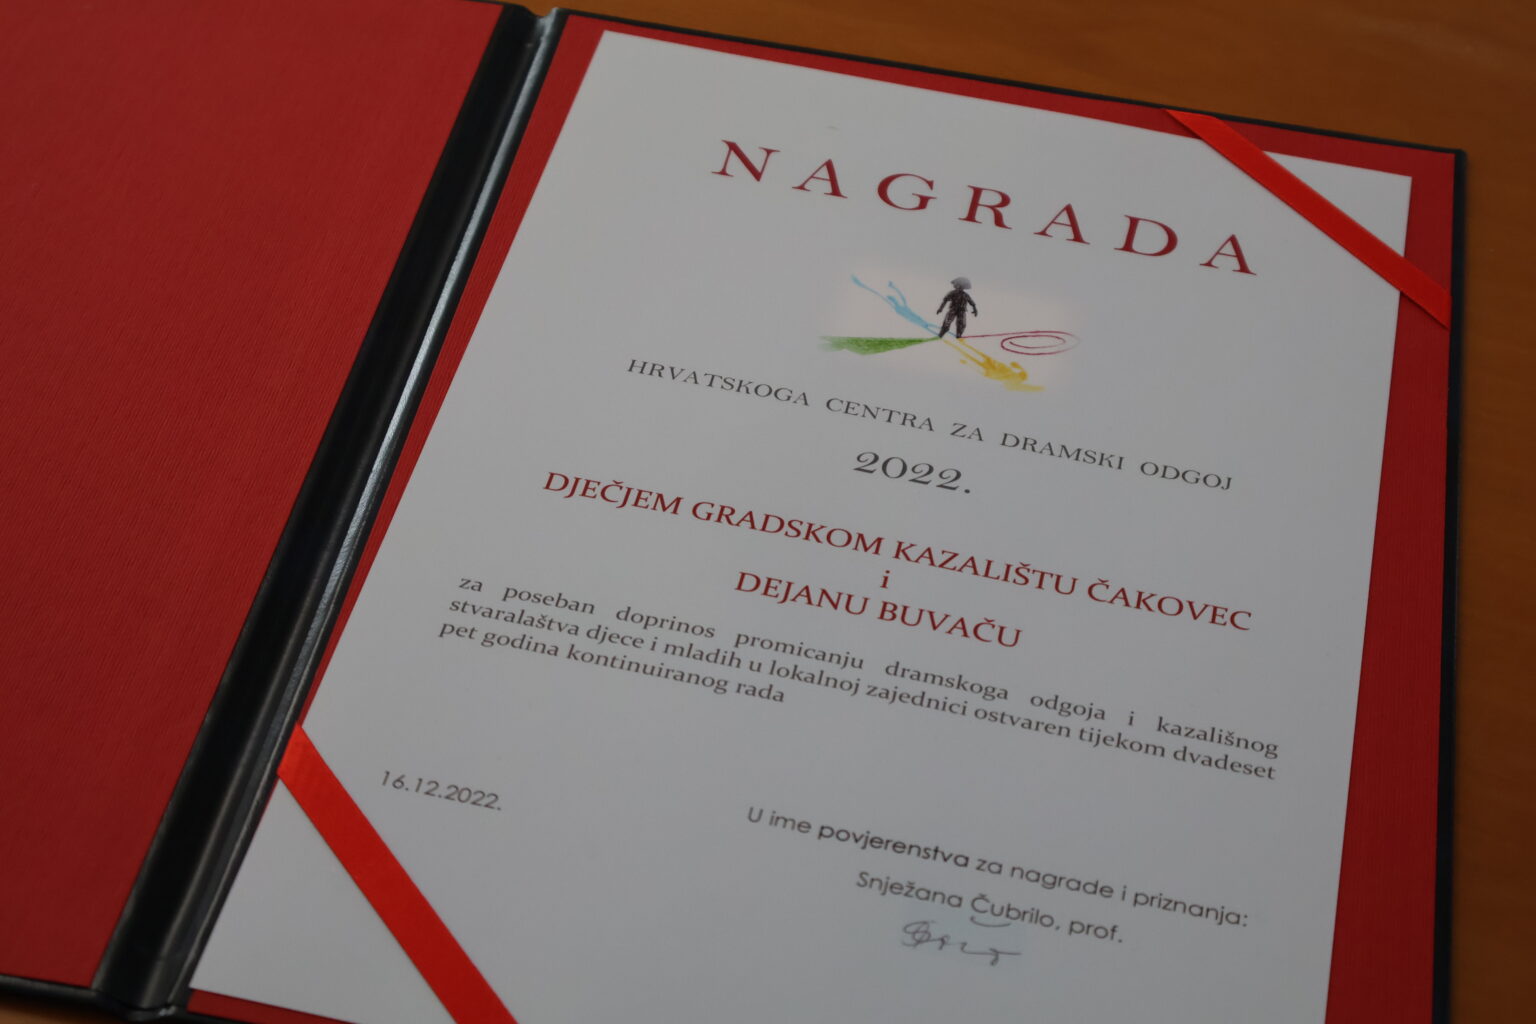 NAGRADA
HRVATSKOGA CENTRA ZA DRAMSKI ODGOJ
2022.
DJEČJEM GRADSKOM KAZALIŠTU ČAKOVEC
i
DEJANU BUVAČU
za poseban doprinos promicanju dramskoga odgoja i kazališnog
stvaralaštva djece i mladih u lokalnoj zajednici ostvaren tijekom dvadeset
pet godina kontinuiranog rada
16.12.2022.
U ime povjerenstva za nagrade i priznanja:
Snježana Čubrilo, prof.